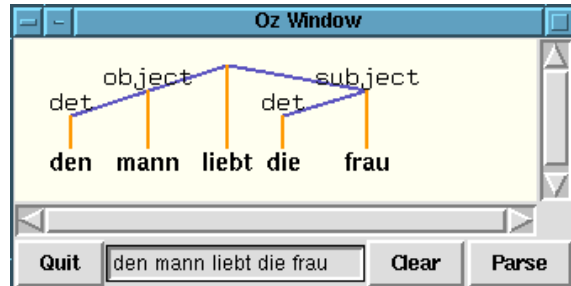 Oz Window
object subject
det det
den mann liebt die frau
Quit den mann liebt die frau Clear Parse